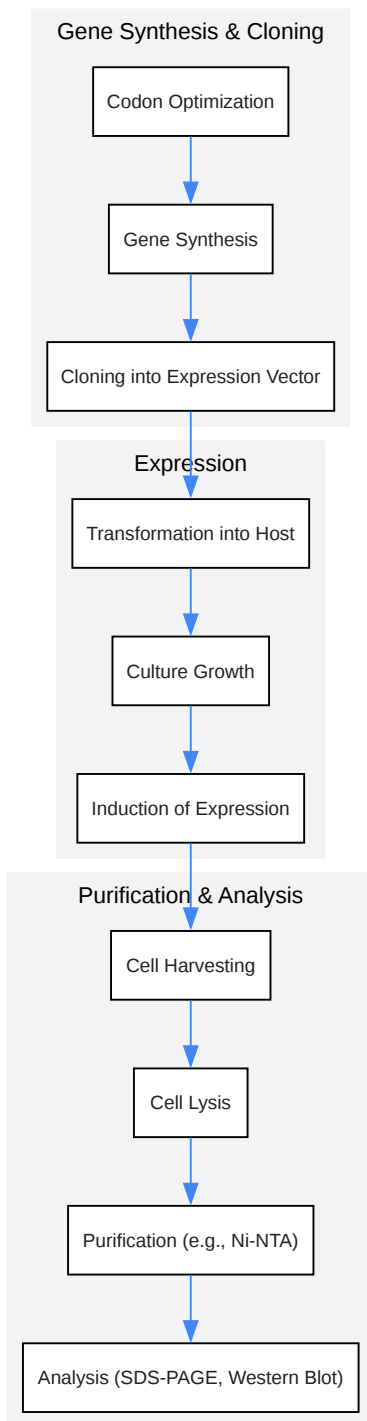 Gene Synthesis & Cloning
Codon Optimization
Gene Synthesis
Cloning into Expression Vector
Expression
Transformation into Host
Culture Growth
Induction of Expression
Purification & Analysis
Cell Harvesting
Cell Lysis
Purification (e.g., Ni-NTA)
Analysis (SDS-PAGE, Western Blot)